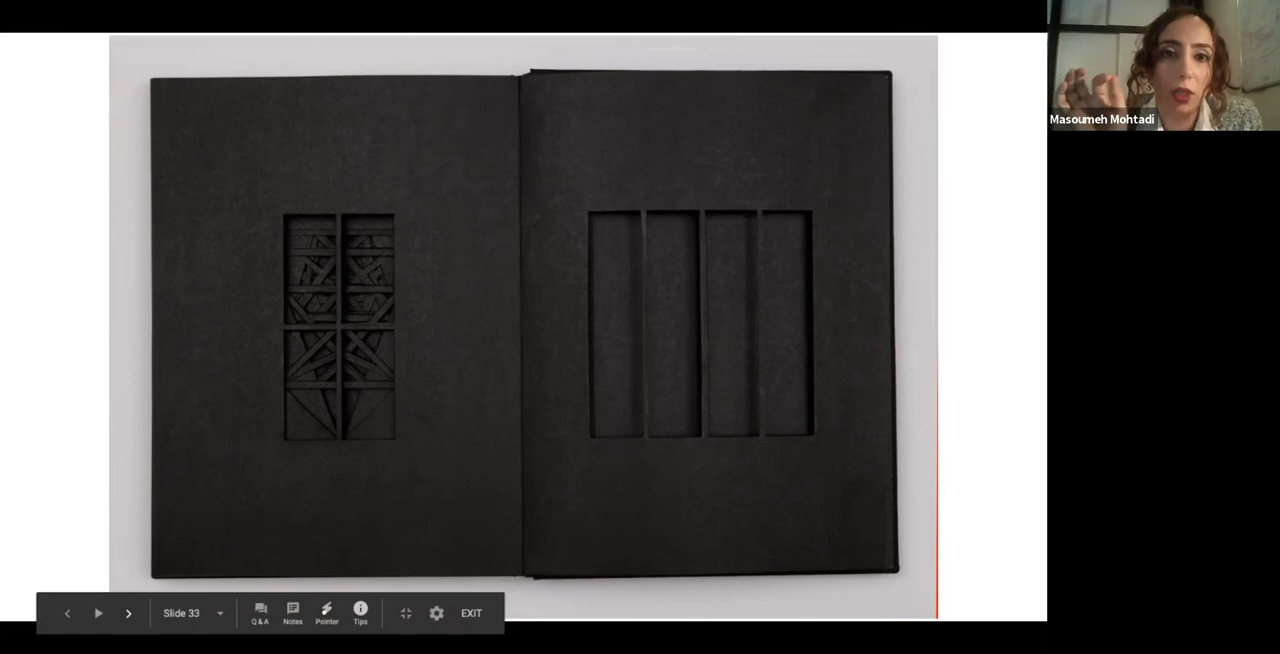 Masoumeh Mohtadi
Slide 33
Q & A
Notes
Pointer
Tips
EXIT